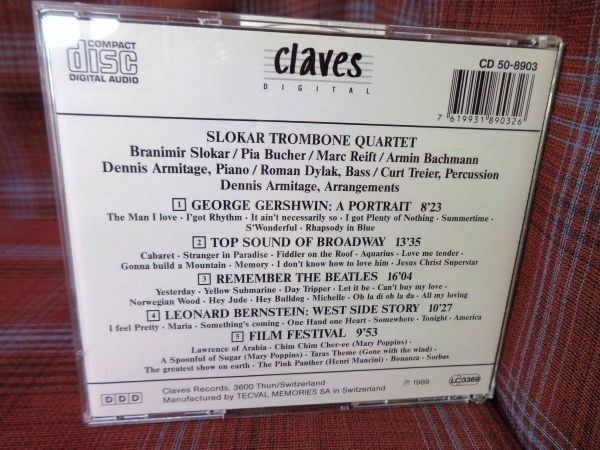 COMPACT
disc
DIGITAL AUDIO
claves
DIGITAL
CD 50-8903
7 619931 890326
SLOKAR TROMBONE QUARTET
Branimir Slokar / Pia Bucher / Marc Reift / Armin Bachmann
Dennis Armitage, Piano / Roman Dylak, Bass / Curt Treier, Percussion
Dennis Armitage, Arrangements
1 GEORGE GERSHWIN: A PORTRAIT 8'23
The Man I love · I'got Rhythm · It ain't necessarily so · I got Plenty of Nothing · Summertime ·
S'Wonderful · Rhapsody in Blue
2 TOP SOUND OF BROADWAY 13'35
Cabaret · Stranger in Paradise · Fiddler on the Roof · Aquarius · Love me tender ·
Gonna build a Mountain · Memory · I don't know how to love him · Jesus Christ Superstar
3 REMEMBER THE BEATLES 16'04
Yesterday · Yellow Submarine · Day Tripper · Let it be · Can't buy my love ·
Norwegian Wood · Hey Jude · Hey Bulldog · Michelle · Ob la di ob la da · All my loving
4 LEONARD BERNSTEIN: WEST SIDE STORY 10'27
I feel Pretty · Maria · Something's coming · One Hand one Heart · Somewhere · Tonight · America
5 FILM FESTIVAL 9'53
Lawrence of Arabia · Chim Chim Cher-ee (Mary Poppins) ·
A Spoonful of Sugar (Mary Poppins) · Taras Theme (Gone with the wind) ·
The greatest show on earth · The Pink Panther (Henri Mancini) · Bonanza · Sorbas
DDD
Claves Records, 3600 Thun/Switzerland
Manufactured by TECVAL MEMORIES SA in Switzerland
℗ 1989
LC 3369